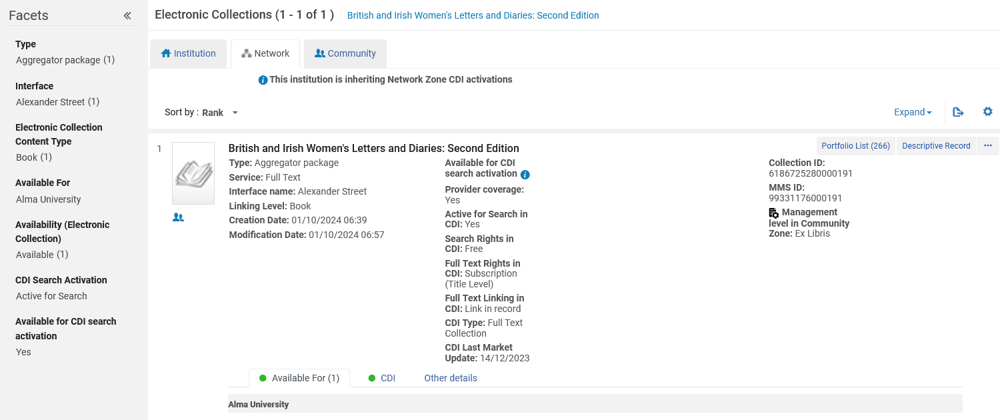 Facets
Type
Aggregator package (1)
Interface
Alexander Street (1)
Electronic Collection
Content Type
Book (1)
Available For
Alma University
Availability (Electronic
Collection)
Available (1)
CDI Search Activation
Active for Search
Available for CDI search
activation
Yes
Electronic Collections (1 - 1 of 1 ) British and Irish Women's Letters and Diaries: Second Edition
Institution Network Community
This institution is inheriting Network Zone CDI activations
Sort by : Rank Expand
1 British and Irish Women's Letters and Diaries: Second Edition Portfolio List (266) Descriptive Record ...
Type: Aggregator package
Service: Full Text
Interface name: Alexander Street
Linking Level: Book
Creation Date: 01/10/2024 06:39
Modification Date: 01/10/2024 06:57
Available for CDI
search activation
Provider coverage:
Yes
Active for Search in
CDI: Yes
Search Rights in
CDI: Free
Full Text Rights in
CDI: Subscription
(Title Level)
Full Text Linking in
CDI: Link in record
CDI Type: Full Text
Collection
CDI Last Market
Update: 14/12/2023
Collection ID:
6186725280000191
MMS ID:
99331176000191
Management
level in Community
Zone: Ex Libris
Available For (1) CDI Other details
Alma University